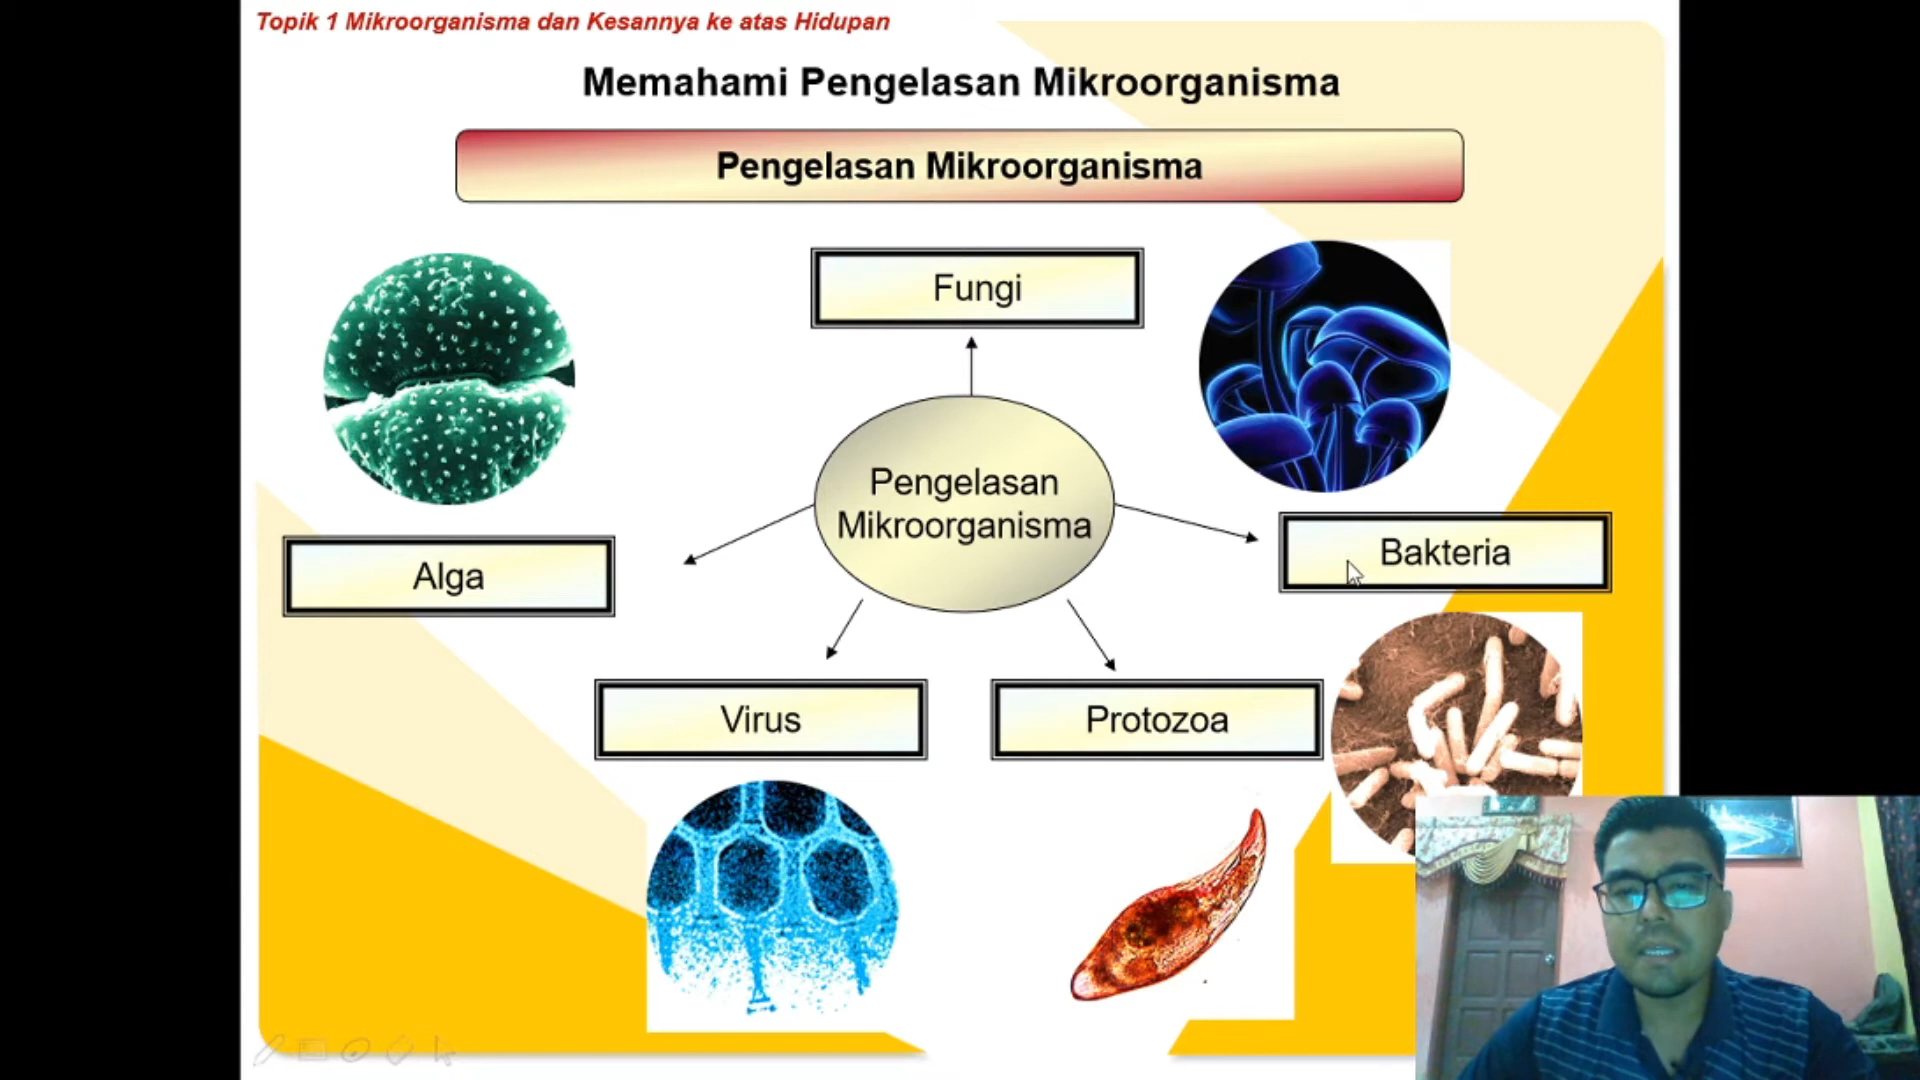 Topik 1 Mikroorganisma dan Kesannya ke atas Hidupan
Memahami Pengelasan Mikroorganisma
Pengelasan Mikroorganisma
Fungi
Pengelasan
Mikroorganisma
Bakteria
Alga
Virus
Protozoa